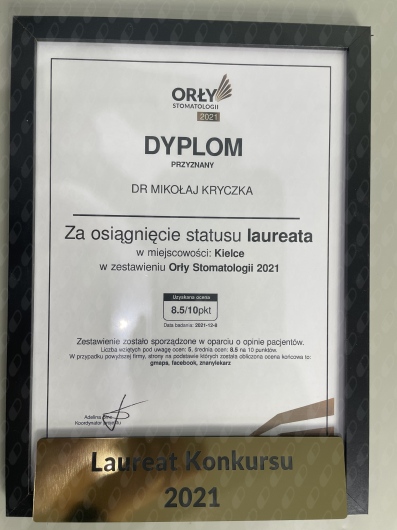 ORŁY
STOMATOLOGII
2021
DYPLOM
PRZYZNANY
DR MIKOŁAJ KRYCZKA
Za osiągnięcie statusu laureata
w miejscowości: Kielce
w zestawieniu Orły Stomatologii 2021
Uzyskana ocena
8.5/10pkt
Data badania: 2021-12-8
Zestawienie zostało sporządzone w oparciu o opinie pacjentów.
Liczba wziętych pod uwagę ocen: 5, średnia ocen: 8.5 na 10 punktów.
W przypadku powyższej firmy, strony na podstawie których została obliczona ocena końcowa to:
gmaps, facebook, znanylekarz
Adelina
Koordynator
Laureat Konkursu
2021